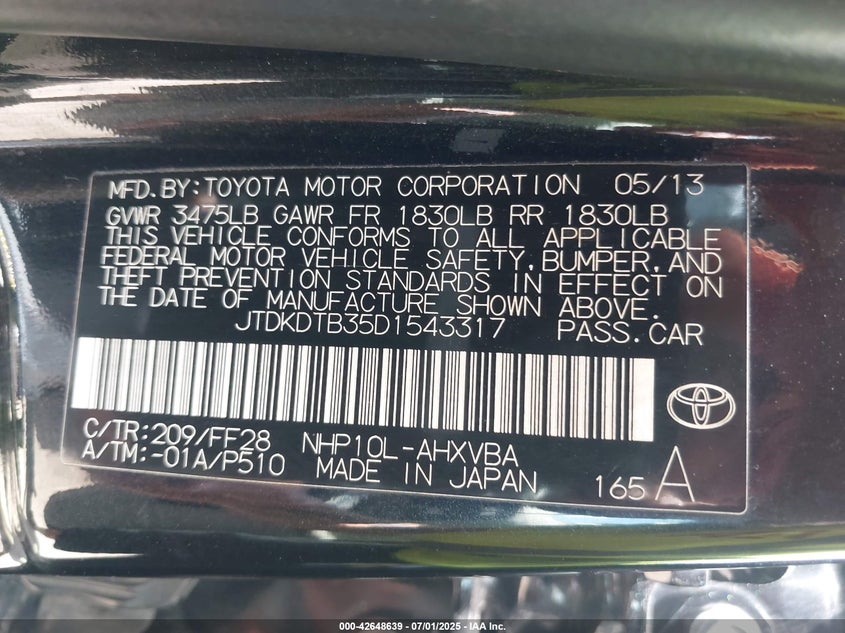 MFD.BY:TOYOTA MOTOR CORPORATION 05/13
GVWR 3475LB GAWR FR 1830LB RR 1830LB
THIS VEHICLE CONFORMS TO ALL APPLICABLE
FEDERAL MOTOR VEHICLE SAFETY,BUMPER,AND
THEFT PREVENTION STANDARDS IN EFFECT ON
THE DATE OF MANUFACTURE SHOWN ABOVE.
JTDKDTB35D1543317 PASS.CAR
C/TR:209/FF28 NHP10L-AHXVBA
A/TM:-01A/P510 MADE IN JAPAN 165 A
000-42648639 / 07/01/2025 - © IAA Inc.